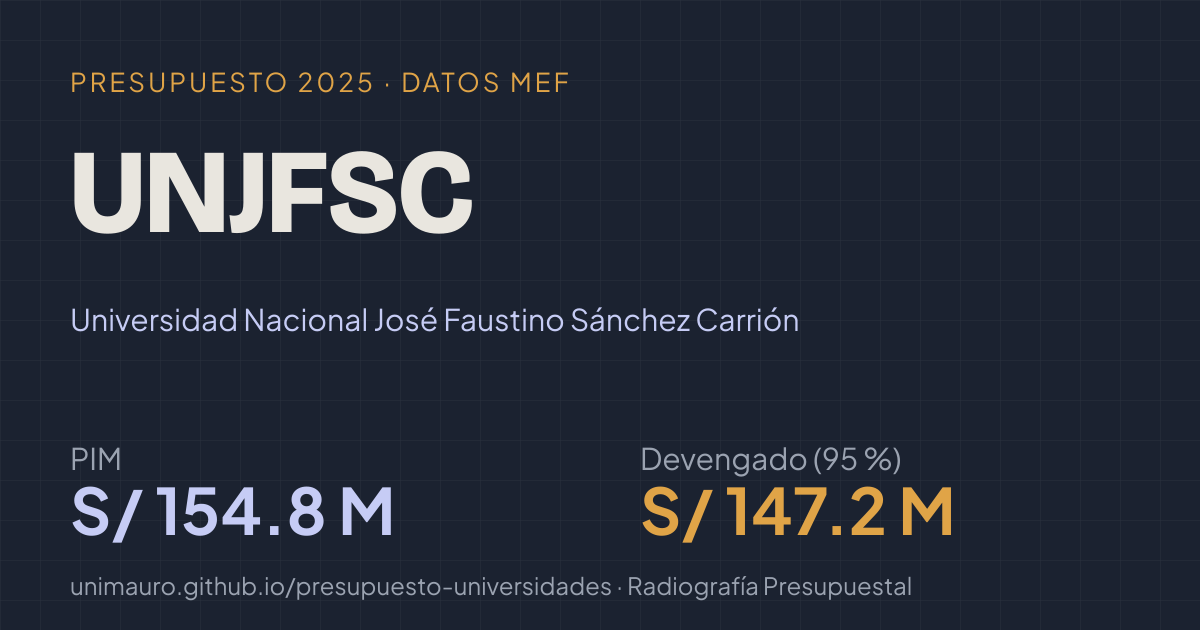 PRESUPUESTO 2025 · DATOS MEF
UNJFSC
Universidad Nacional José Faustino Sánchez Carrión
PIM
S/ 154.8 M
Devengado (95 %)
S/ 147.2 M
unimauro.github.io/presupuesto-universidades · Radiografía Presupuestal